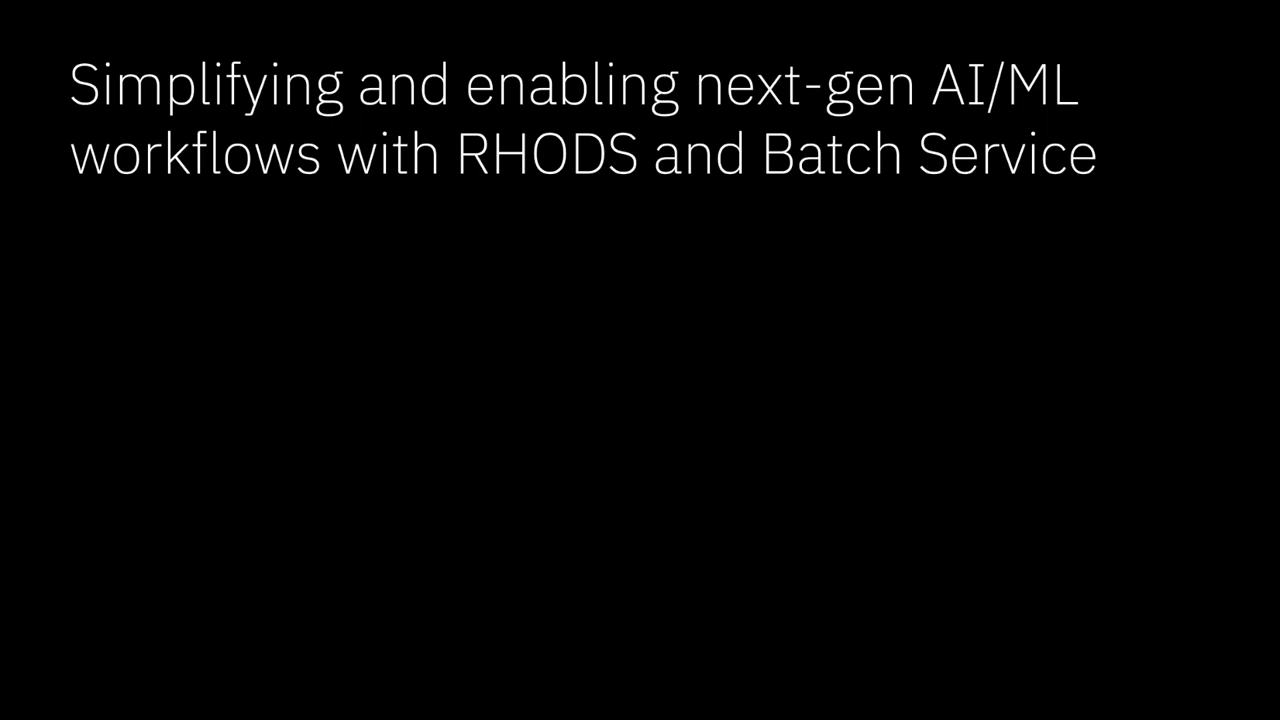 Simplifying and enabling next-gen AI/ML
workflows with RHODS and Batch Service